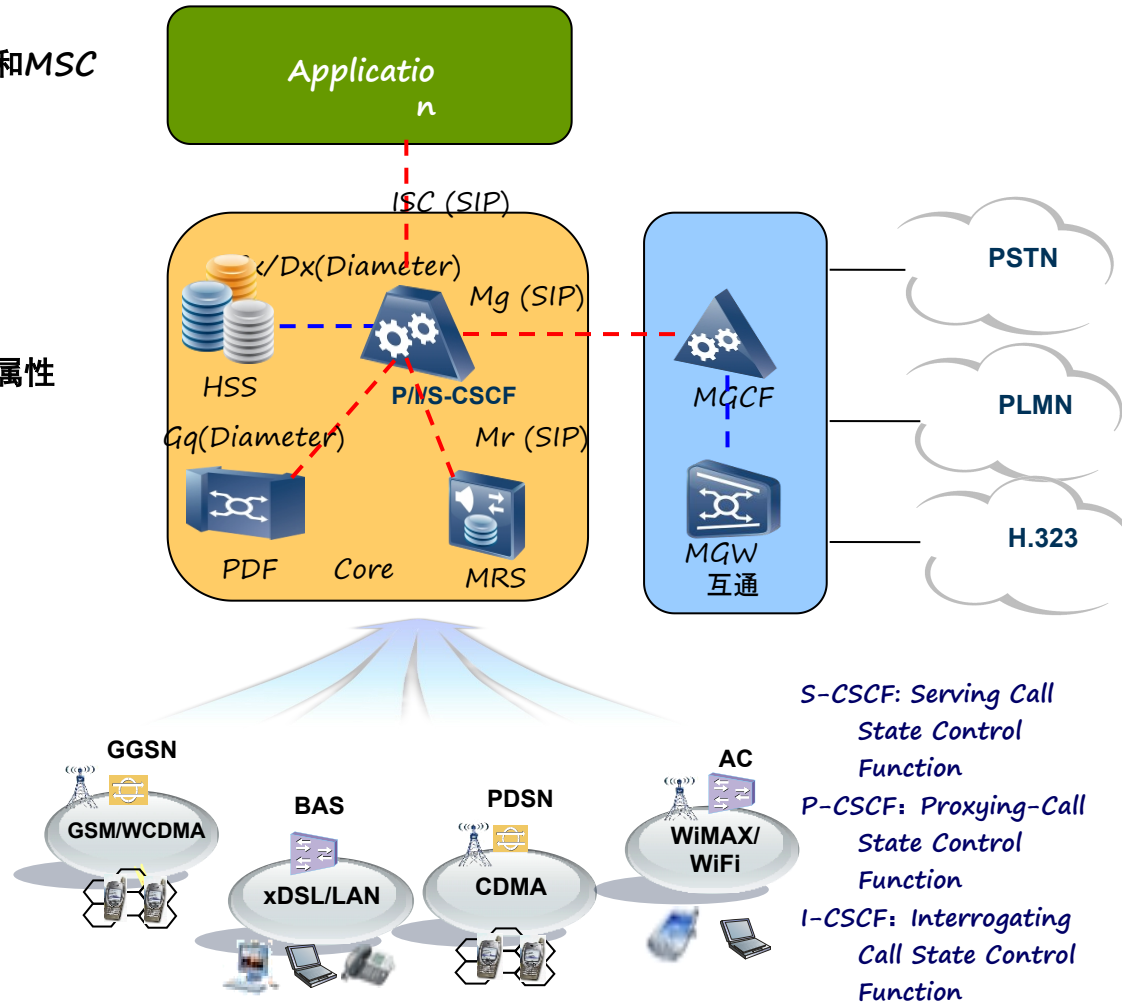 和MSC
Applicatio
n
ISC (SIP)
x/Dx(Diameter)
Mg (SIP)
PSTN
属性
HSS
P/I/S-CSCF
MGCF
PLMN
Gq(Diameter)
Mr (SIP)
H.323
PDF
Core
MRS
MGW
互通
S-CSCF: Serving Call
State Control
Function
P-CSCF: Proxying-Call
State Control
Function
I-CSCF: Interrogating
Call State Control
Function
GGSN
GSM/WCDMA
BAS
xDSL/LAN
PDSN
CDMA
AC
WiMAX/
WiFi